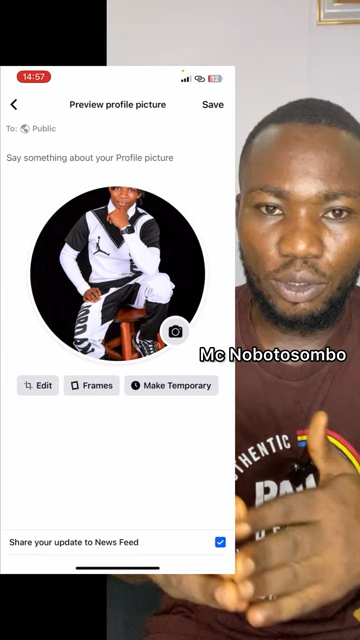 14:57
12
Preview profile picture
Save
To: Public
Say something about your Profile picture
JORDAN
Edit
Frames
Make Temporary
Mc Nobotosombo
Share your update to News Feed